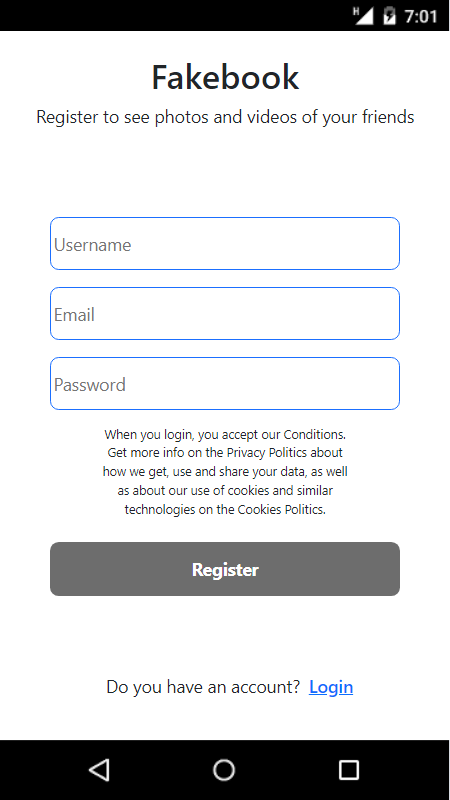 H 7:01
Fakebook
Register to see photos and videos of your friends
Username
Email
Password
When you login, you accept our Conditions.
Get more info on the Privacy Politics about
how we get, use and share your data, as well
as about our use of cookies and similar
technologies on the Cookies Politics.
Register
Do you have an account? Login